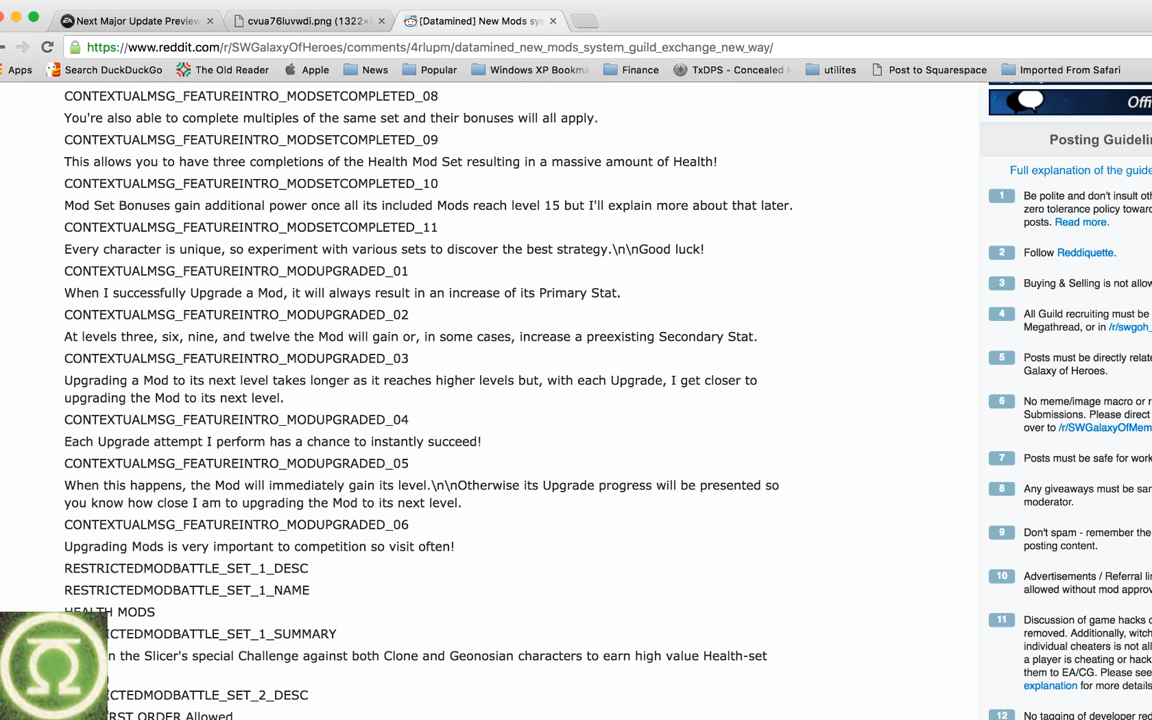 Next Major Update Preview
cvua76luvwdi.png (1322×
[Datamined] New Mods sys
https://www.reddit.com/r/SWGalaxyOfHeroes/comments/4rlupm/datamined_new_mods_system_guild_exchange_new_way/
Apps Search DuckDuckGo The Old Reader Apple News Popular Windows XP Bookma Finance TxDPS - Concealed H utilites Post to Squarespace Imported From Safari
CONTEXTUALMSG_FEATUREINTRO_MODSETCOMPLETED_08
You're also able to complete multiples of the same set and their bonuses will all apply.
CONTEXTUALMSG_FEATUREINTRO_MODSETCOMPLETED_09
This allows you to have three completions of the Health Mod Set resulting in a massive amount of Health!
CONTEXTUALMSG_FEATUREINTRO_MODSETCOMPLETED_10
Mod Set Bonuses gain additional power once all its included Mods reach level 15 but I'll explain more about that later.
CONTEXTUALMSG_FEATUREINTRO_MODSETCOMPLETED_11
Every character is unique, so experiment with various sets to discover the best strategy.\n\nGood luck!
CONTEXTUALMSG_FEATUREINTRO_MODUPGRADED_01
When I successfully Upgrade a Mod, it will always result in an increase of its Primary Stat.
CONTEXTUALMSG_FEATUREINTRO_MODUPGRADED_02
At levels three, six, nine, and twelve the Mod will gain or, in some cases, increase a preexisting Secondary Stat.
CONTEXTUALMSG_FEATUREINTRO_MODUPGRADED_03
Upgrading a Mod to its next level takes longer as it reaches higher levels but, with each Upgrade, I get closer to
upgrading the Mod to its next level.
CONTEXTUALMSG_FEATUREINTRO_MODUPGRADED_04
Each Upgrade attempt I perform has a chance to instantly succeed!
CONTEXTUALMSG_FEATUREINTRO_MODUPGRADED_05
When this happens, the Mod will immediately gain its level.\n\nOtherwise its Upgrade progress will be presented so
you know how close I am to upgrading the Mod to its next level.
CONTEXTUALMSG_FEATUREINTRO_MODUPGRADED_06
Upgrading Mods is very important to competition so visit often!
RESTRICTEDMODBATTLE_SET_1_DESC
RESTRICTEDMODBATTLE_SET_1_NAME
HEALTH MODS
CTEDMODBATTLE_SET_1_SUMMARY
n the Slicer's special Challenge against both Clone and Geonosian characters to earn high value Health-set
CTEDMODBATTLE_SET_2_DESC
RST ORDER Allowed
Offi
Posting Guidelin
Full explanation of the guide
1 Be polite and don't insult oth
zero tolerance policy toward
posts. Read more.
2 Follow Reddiquette.
3 Buying & Selling is not allow
4 All Guild recruiting must be
Megathread, or in /r/swgoh_
5 Posts must be directly relate
Galaxy of Heroes.
6 No meme/image macro or r
Submissions. Please direct
over to /r/SWGalaxyOfMem
7 Posts must be safe for work
8 Any giveaways must be san
moderator.
9 Don't spam - remember the
posting content.
10 Advertisements / Referral lin
allowed without mod approv
11 Discussion of game hacks o
removed. Additionally, witch
individual cheaters is not all
a player is cheating or hack
them to EA/CG. Please see
explanation for more details
12 No tagging of developer red